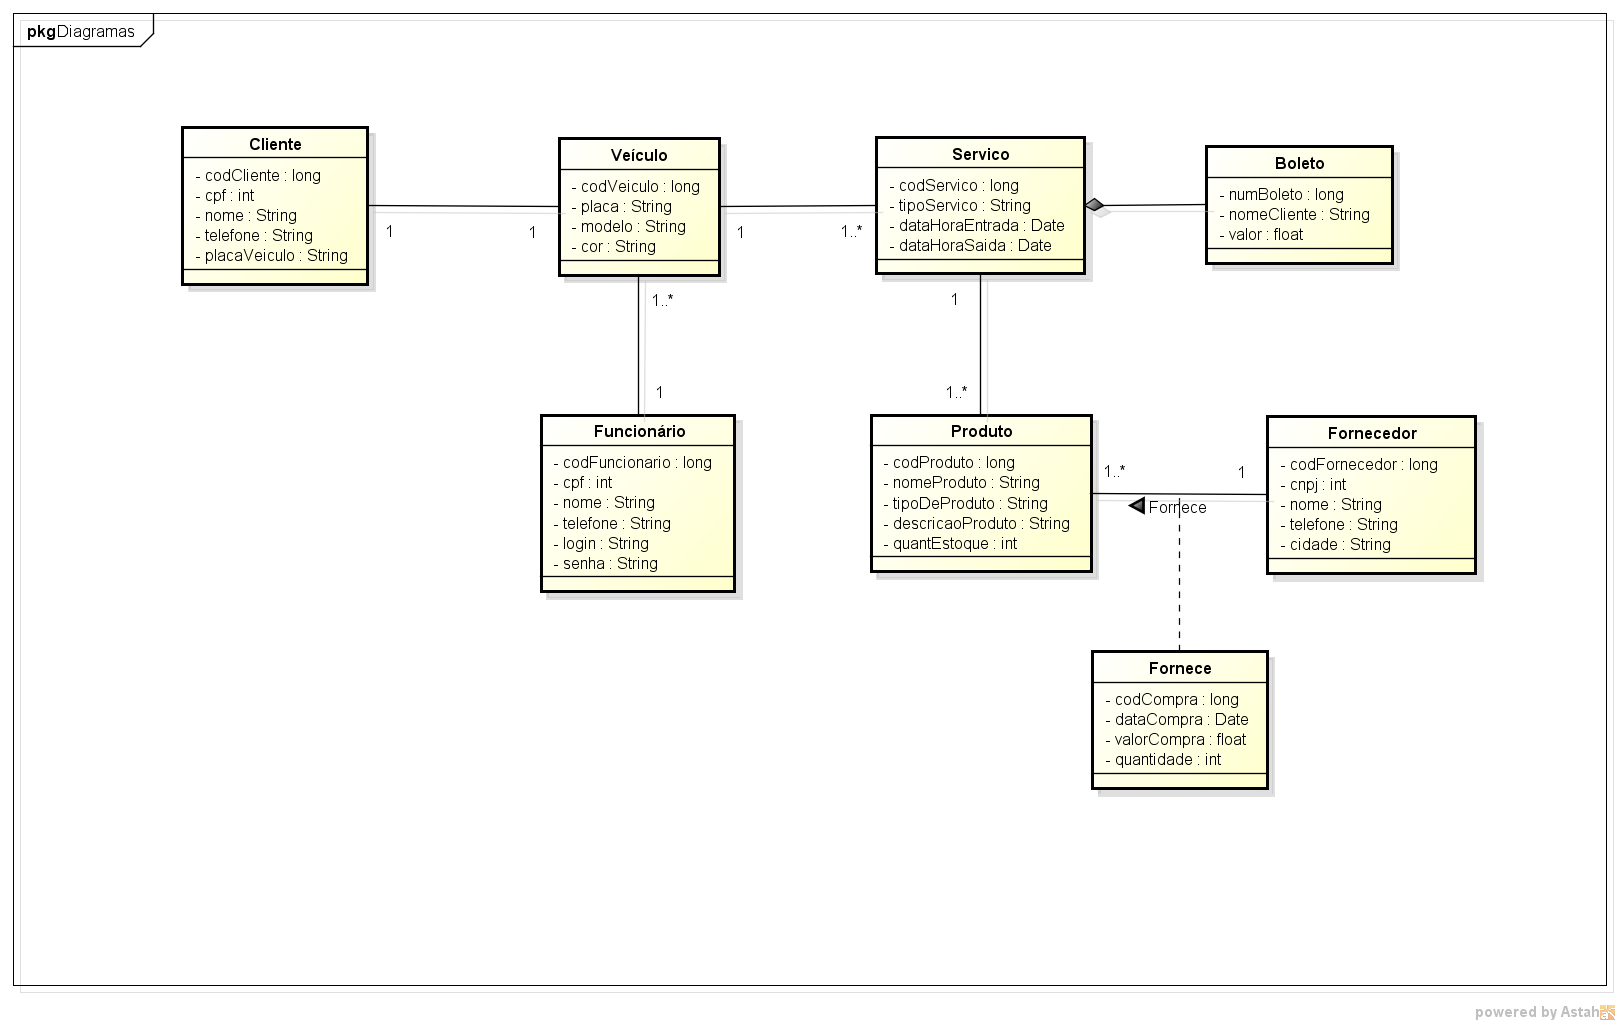 pkg Diagramas
Cliente
- codCliente : long
- cpf : int
- nome : String
- telefone : String
- placaVeiculo : String
1
1
Veículo
- codVeiculo : long
- placa : String
- modelo : String
- cor : String
1
1..*
Servico
- codServico : long
- tipoServico : String
- dataHoraEntrada : Date
- dataHoraSaida : Date
Boleto
- numBoleto : long
- nomeCliente : String
- valor : float
1..*
1
1
1..*
Funcionário
- codFuncionario : long
- cpf : int
- nome : String
- telefone : String
- login : String
- senha : String
Produto
- codProduto : long
- nomeProduto : String
- tipoDeProduto : String
- descricaoProduto : String
- quantEstoque : int
1..*
1
Fornece
Fornecedor
- codFornecedor : long
- cnpj : int
- nome : String
- telefone : String
- cidade : String
Fornece
- codCompra : long
- dataCompra : Date
- valorCompra : float
- quantidade : int
powered by Astah